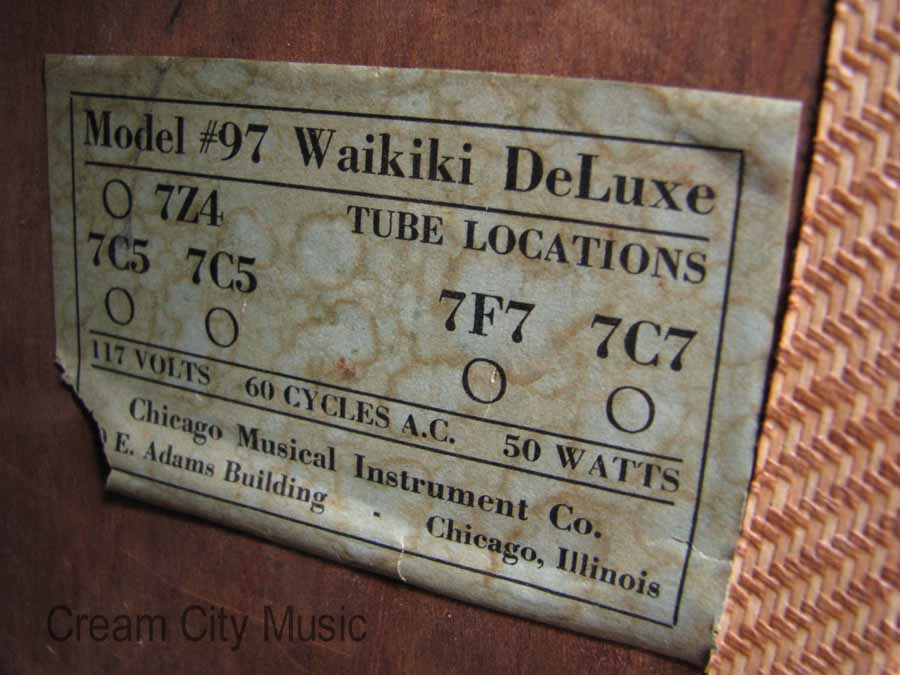 Model #97 Waikiki DeLuxe
7Z4
TUBE LOCATIONS
7C5 7C5
7F7 7C7
117 VOLTS 60 CYCLES A.C. 50 WATTS
Chicago Musical Instrument Co.
E. Adams Building - Chicago, Illinois
Cream City Music